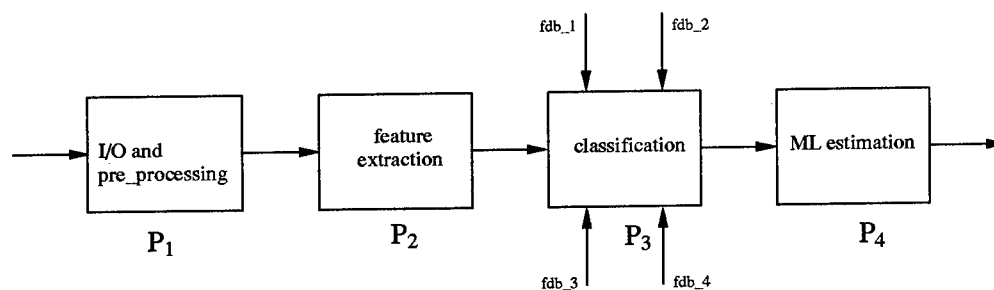 fdb_1
fdb_2
I/O and
pre_processing
feature
extraction
classification
ML estimation
P1
P2
P3
P4
fdb_3
fdb_4